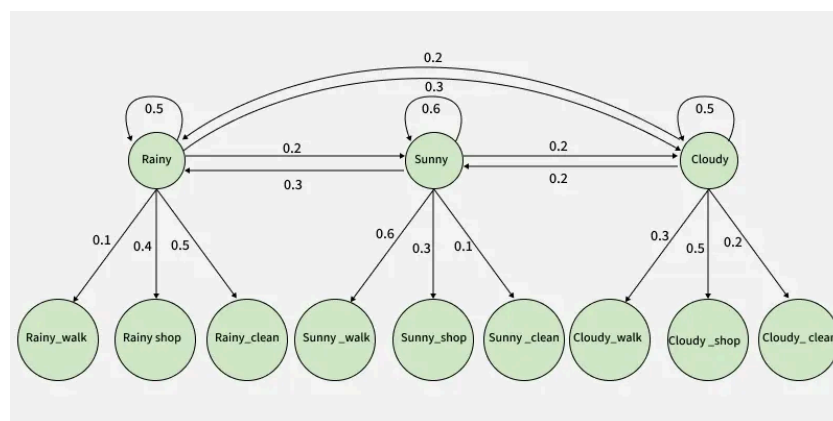 0.2
0.3
0.5
0.6
0.5
Rainy
0.2
Sunny
0.2
Cloudy
0.3
0.2
0.1
0.4
0.5
0.6
0.3
0.1
0.3
0.5
0.2
Rainy_walk
Rainy shop
Rainy_clean
Sunny _walk
Sunny_shop
Sunny _clean
Cloudy_walk
Cloudy _shop
Cloudy_ clean